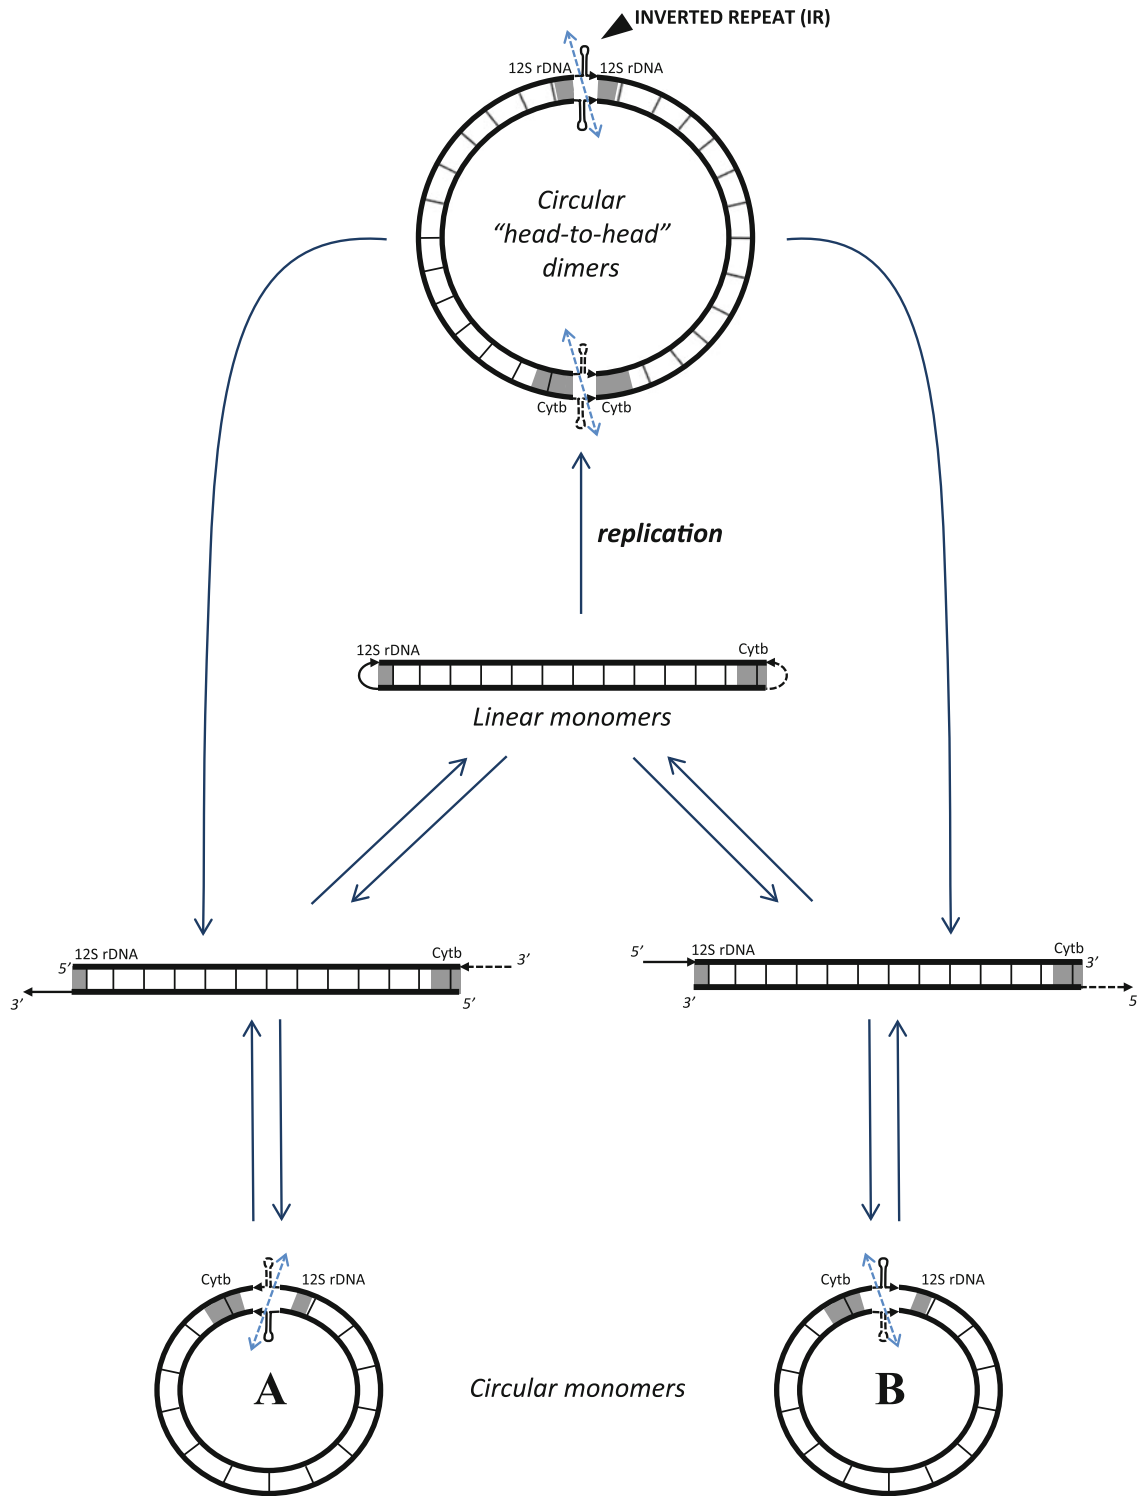 INVERTED REPEAT (IR)
12S rDNA 12S rDNA
Circular
“head-to-head”
dimers
Cytb Cytb
replication
12S rDNA Cytb
Linear monomers
12S rDNA Cytb
5’ 3’
3’ 5’
5’ 12S rDNA Cytb
3’
3’ 5
Cytb 12S rDNA
A
Cytb 12S rDNA
B
Circular monomers